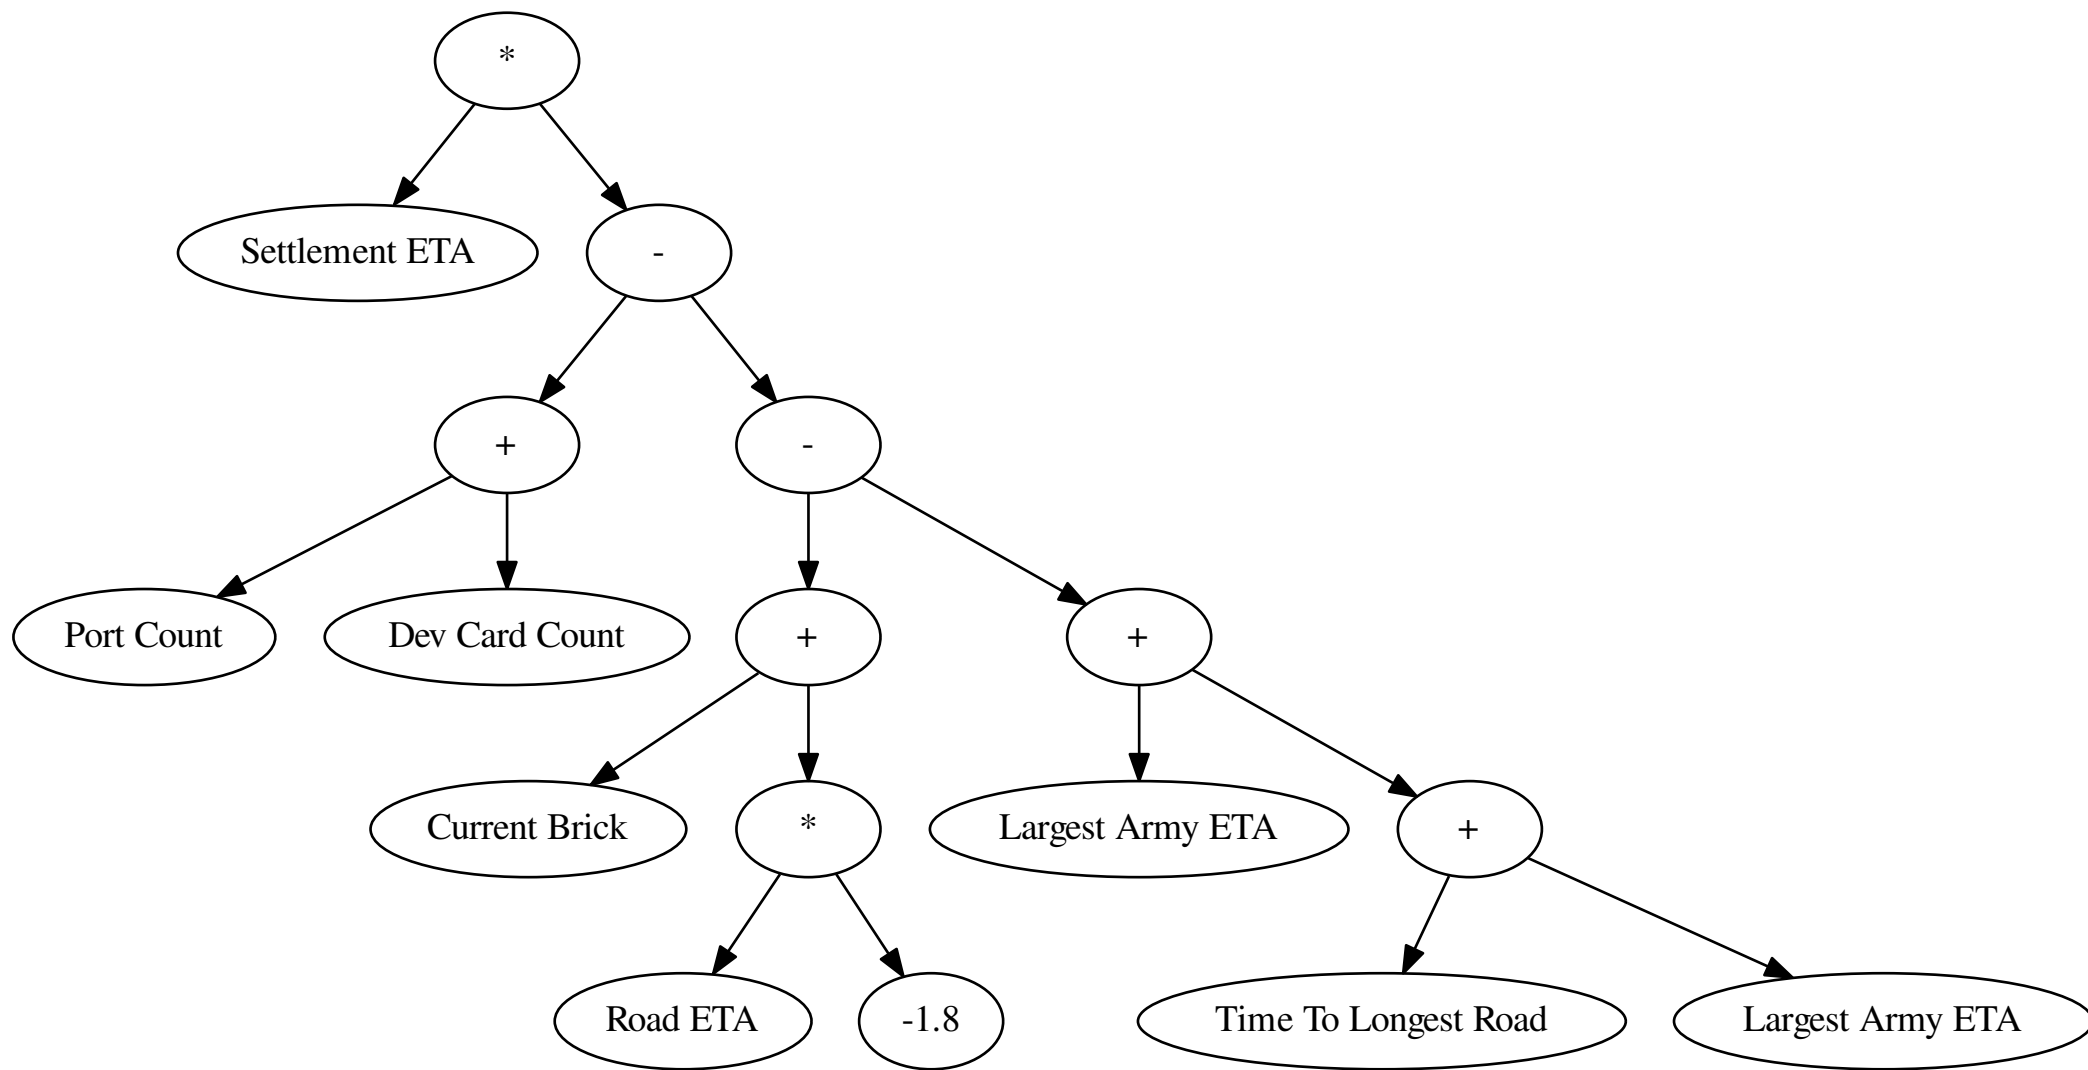 *
Settlement ETA
-
+
-
Port Count
Dev Card Count
+
+
Current Brick
*
Largest Army ETA
+
Road ETA
-1.8
Time To Longest Road
Largest Army ETA